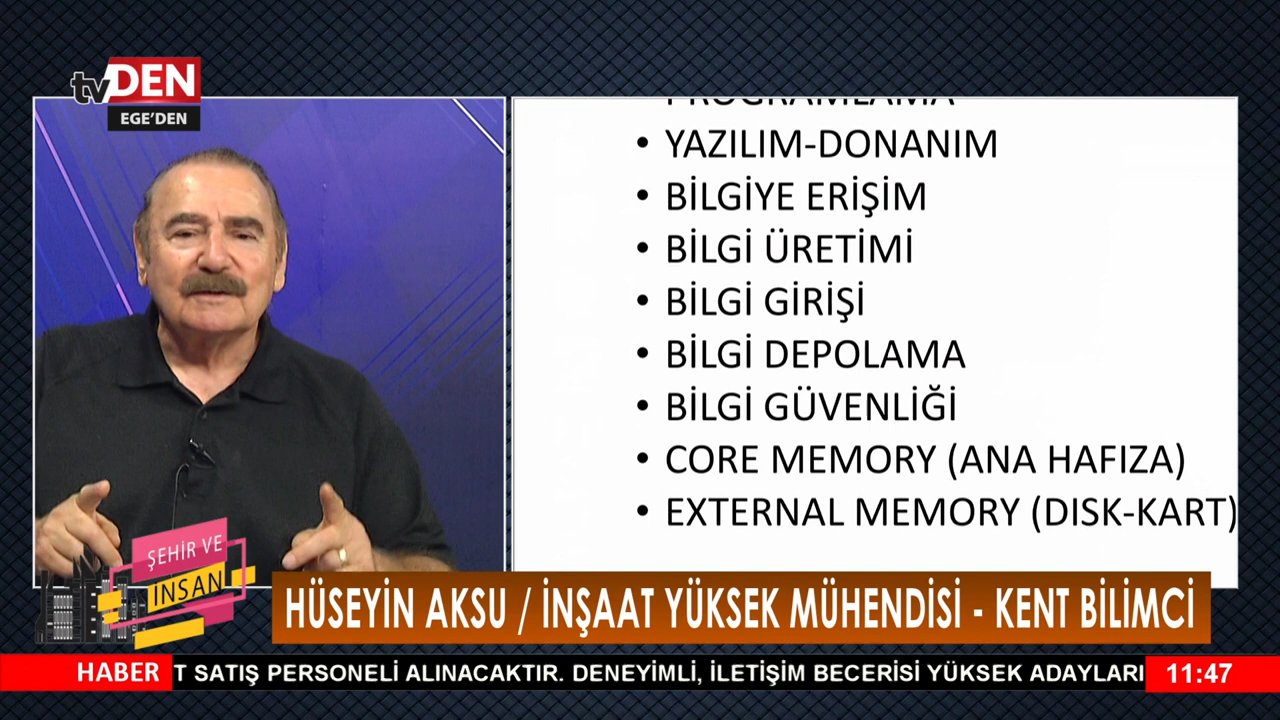 tvDEN
EGE'DEN
PROGRAMLAMA
• YAZILIM-DONANIM
• BİLGİYE ERİŞİM
• BİLGİ ÜRETİMİ
• BİLGİ GİRİŞİ
• BİLGİ DEPOLAMA
• BİLGİ GÜVENLİĞİ
• CORE MEMORY (ANA HAFIZA)
• EXTERNAL MEMORY (DISK-KART)
ŞEHİR VE
İNSAN
HÜSEYİN AKSU / İNŞAAT YÜKSEK MÜHENDİSİ - KENT BİLİMCİ
HABER T SATIŞ PERSONELİ ALINACAKTIR. DENEYİMLİ, İLETİŞİM BECERİSİ YÜKSEK ADAYLARI 11:47